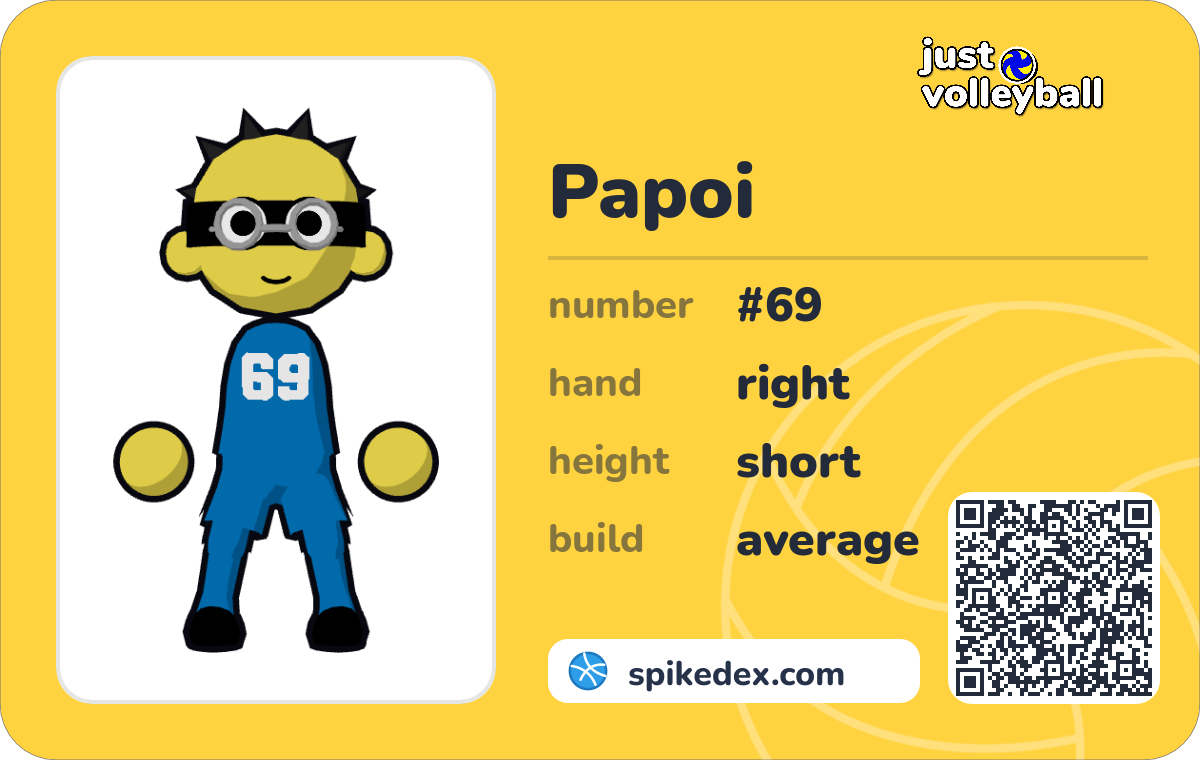 just
volleyball
Papoi
number #69
hand right
height short
build average
69
spikedex.com